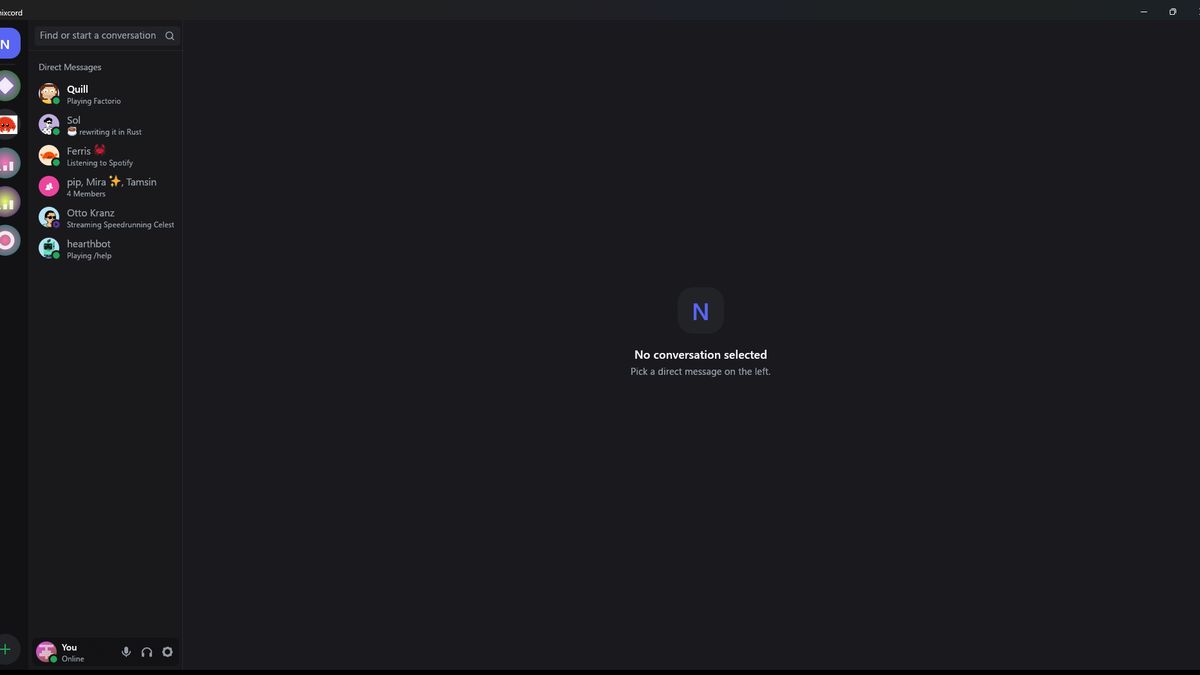 nixcord
N
Find or start a conversation
Direct Messages
Quill
Playing Factorio
Sol
rewriting it in Rust
Ferris 🦀
Listening to Spotify
pip, Mira ✨, Tamsin
4 Members
Otto Kranz
Streaming Speedrunning Celest
hearthbot
Playing /help
N
No conversation selected
Pick a direct message on the left.
You
Online